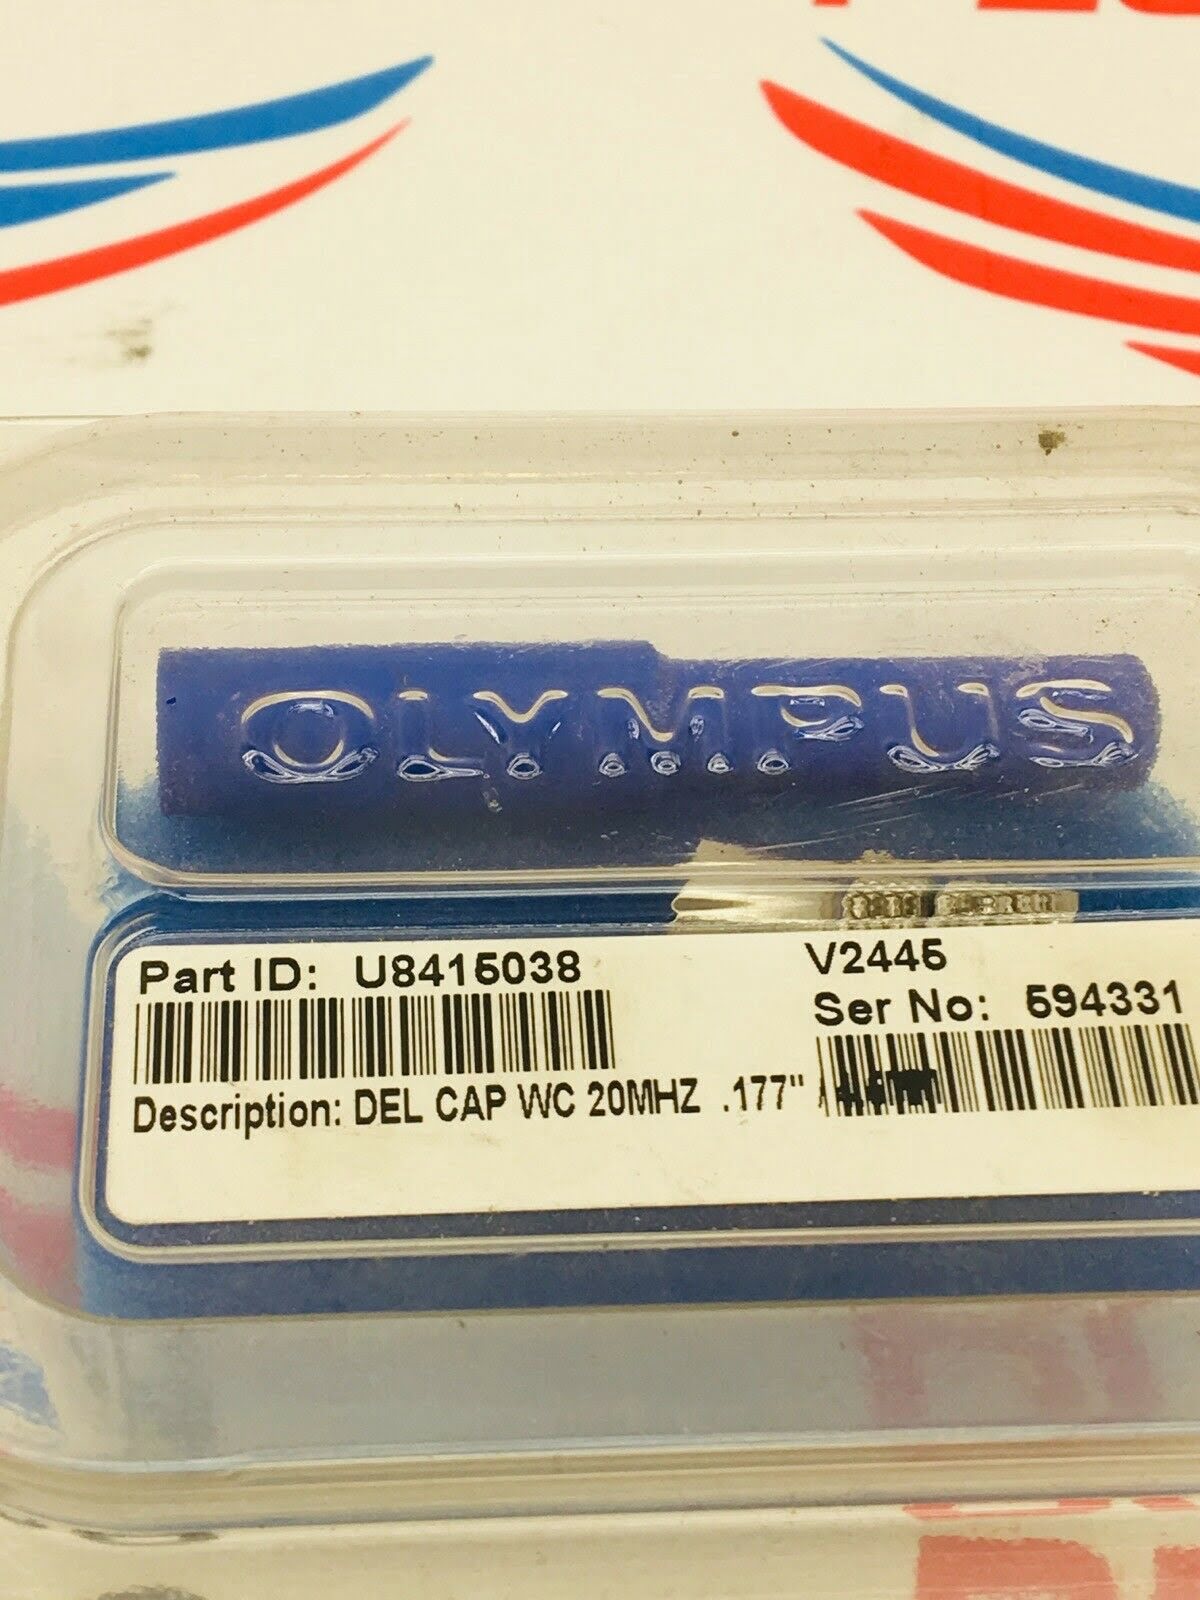 OLYMPUS
Part ID: U8415038
V2445
Ser No: 594331
Description: DEL CAP WC 20MHZ .177"